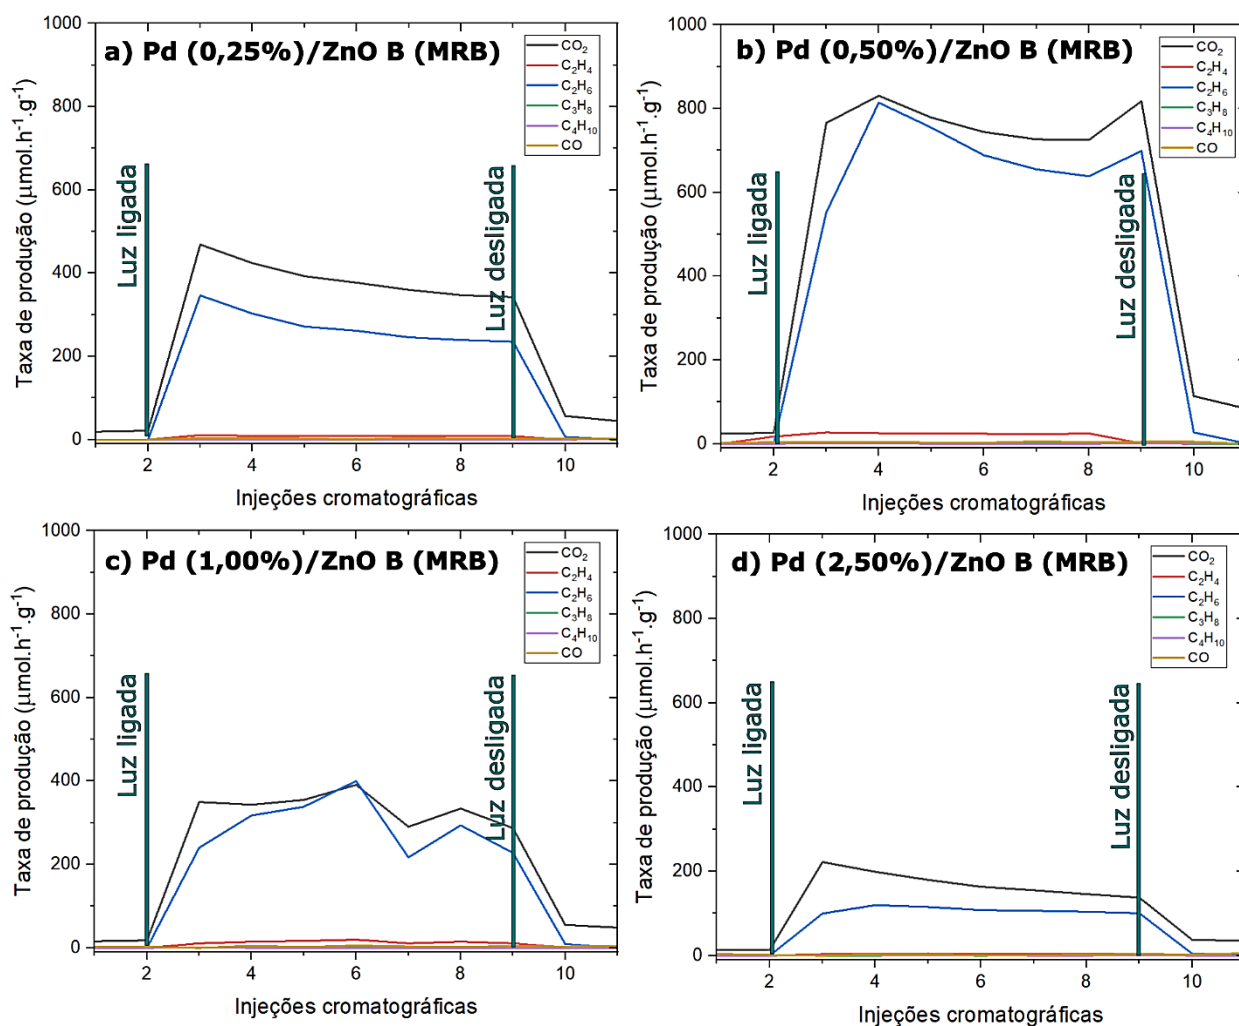 a) Pd (0,25%)/ZnO B (MRB)
CO₂
C₂H₄
C₂H₆
C₃H₈
C₄H₁₀
CO
Luz ligada
Luz desligada
Taxa de produção (μmol.h⁻¹.g⁻¹)
1000
800
600
400
200
0
2
4
6
8
10
Injeções cromatográficas
b) Pd (0,50%)/ZnO B (MRB)
CO₂
C₂H₄
C₂H₆
C₃H₈
C₄H₁₀
CO
Luz ligada
Luz desligada
Taxa de produção (μmol.h⁻¹.g⁻¹)
1000
800
600
400
200
0
2
4
6
8
10
Injeções cromatográficas
c) Pd (1,00%)/ZnO B (MRB)
CO₂
C₂H₄
C₂H₆
C₃H₈
C₄H₁₀
CO
Luz ligada
Luz desligada
Taxa de produção (μmol.h⁻¹.g⁻¹)
1000
800
600
400
200
0
2
4
6
8
10
Injeções cromatográficas
d) Pd (2,50%)/ZnO B (MRB)
CO₂
C₂H₄
C₂H₆
C₃H₈
C₄H₁₀
CO
Luz ligada
Luz desligada
Taxa de produção (μmol.h⁻¹.g⁻¹)
1000
800
600
400
200
0
2
4
6
8
10
Injeções cromatográficas